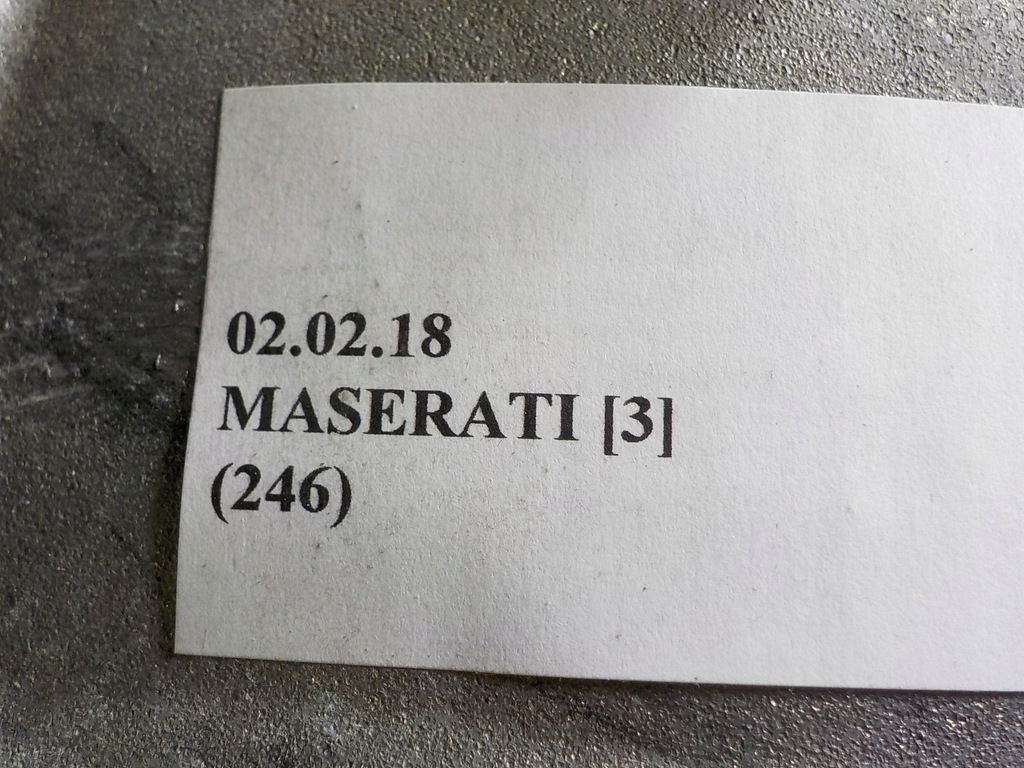 02.02.18
MASERATI [3]
(246)